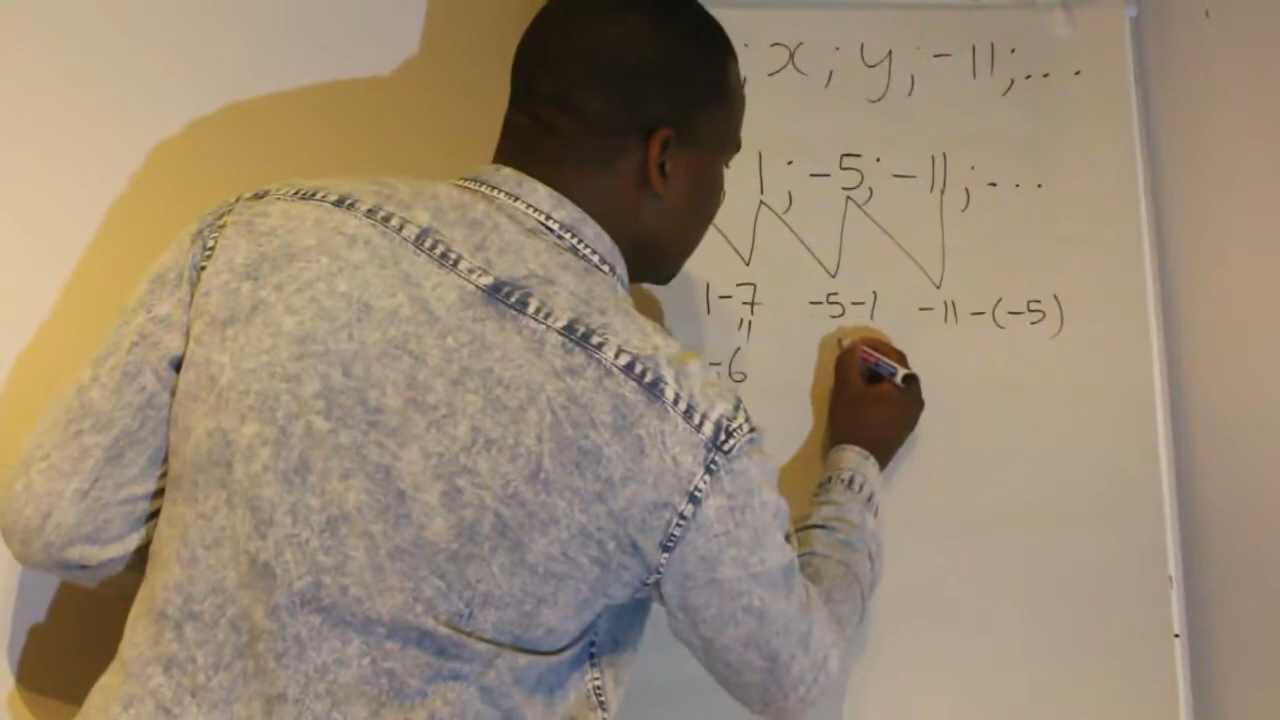 ; x ; y ; -11 ; ...
1 ; -5 ; -11 ; ...
1-7 -5-1 -11-(-5)
=
-6